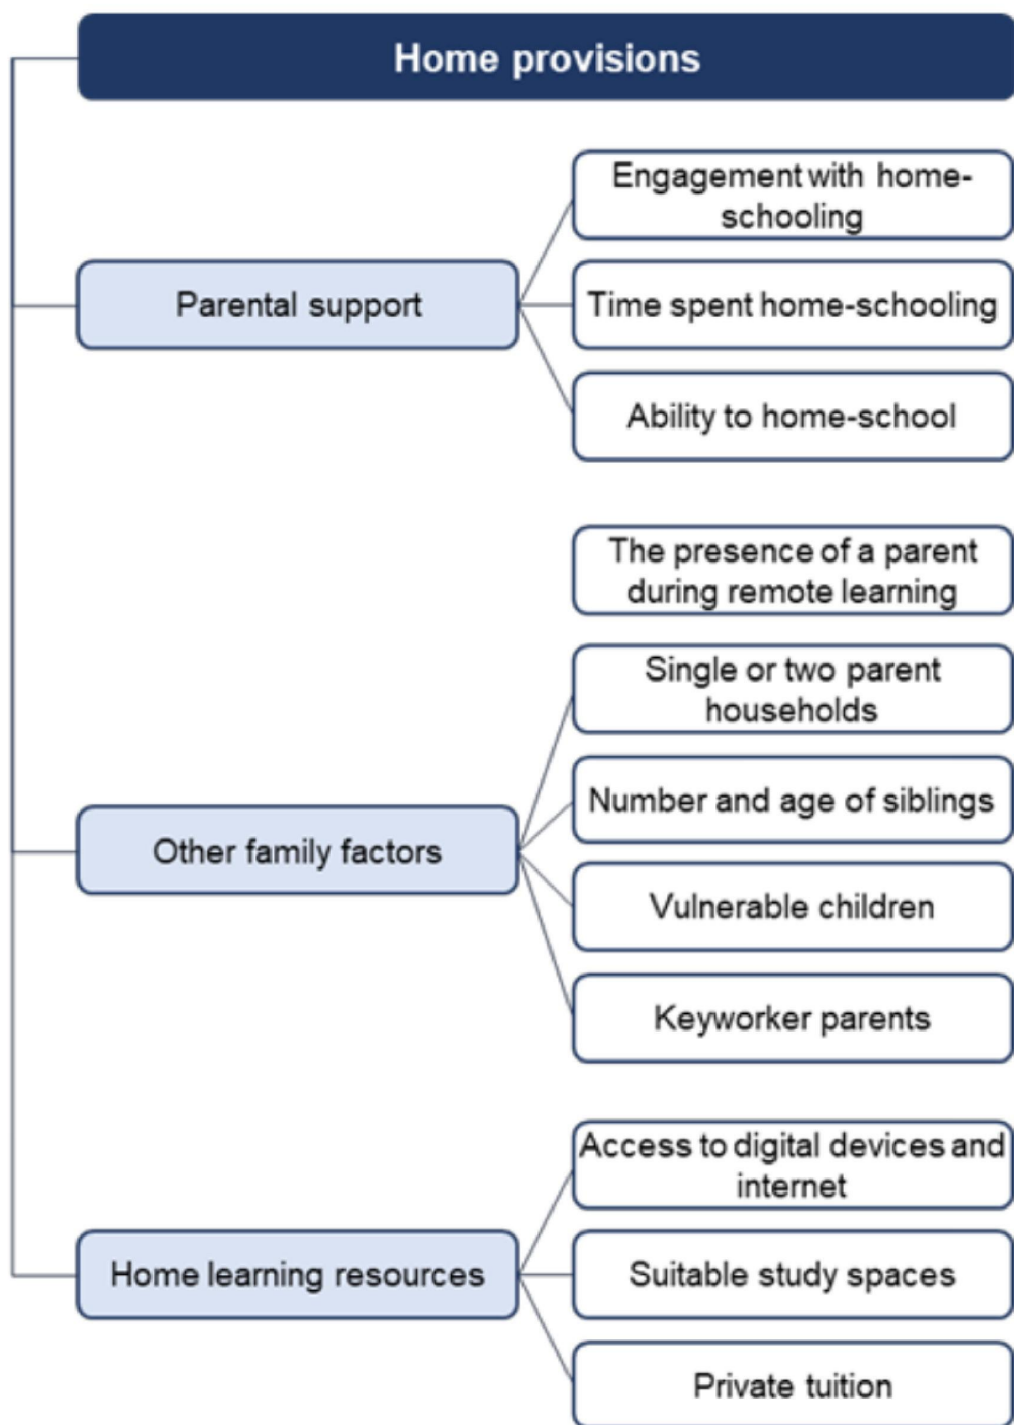 Home provisions
Engagement with home-
schooling
Parental support
Time spent home-schooling
Ability to home-school
The presence of a parent
during remote learning
Single or two parent
households
Number and age of siblings
Other family factors
Vulnerable children
Keyworker parents
Access to digital devices and
internet
Home learning resources
Suitable study spaces
Private tuition